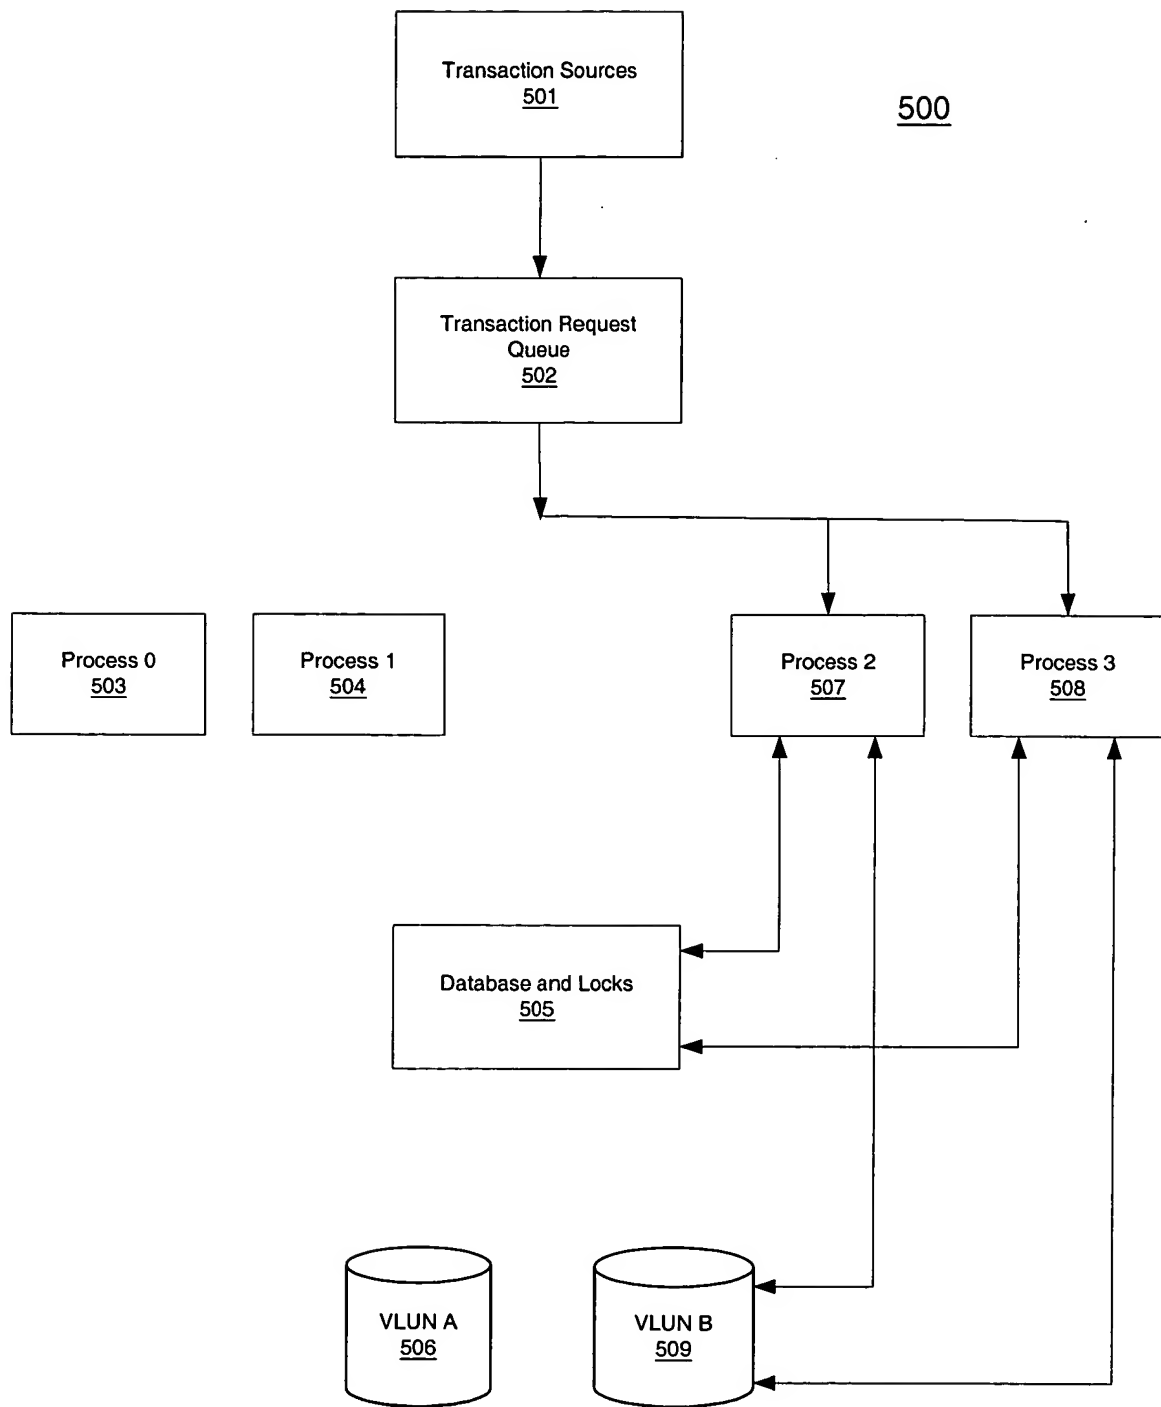 Transaction Sources
501
500
Transaction Request
Queue
502
Process 0
503
Process 1
504
Process 2
507
Process 3
508
Database and Locks
505
VLUN A
506
VLUN B
509